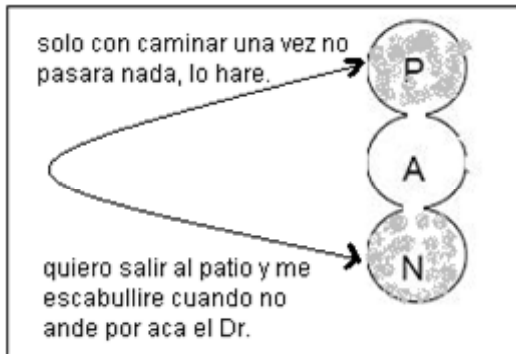 solo con caminar una vez no
pasara nada, lo hare.
P
A
N
quiero salir al patio y me
escabullire cuando no
ande por aca el Dr.